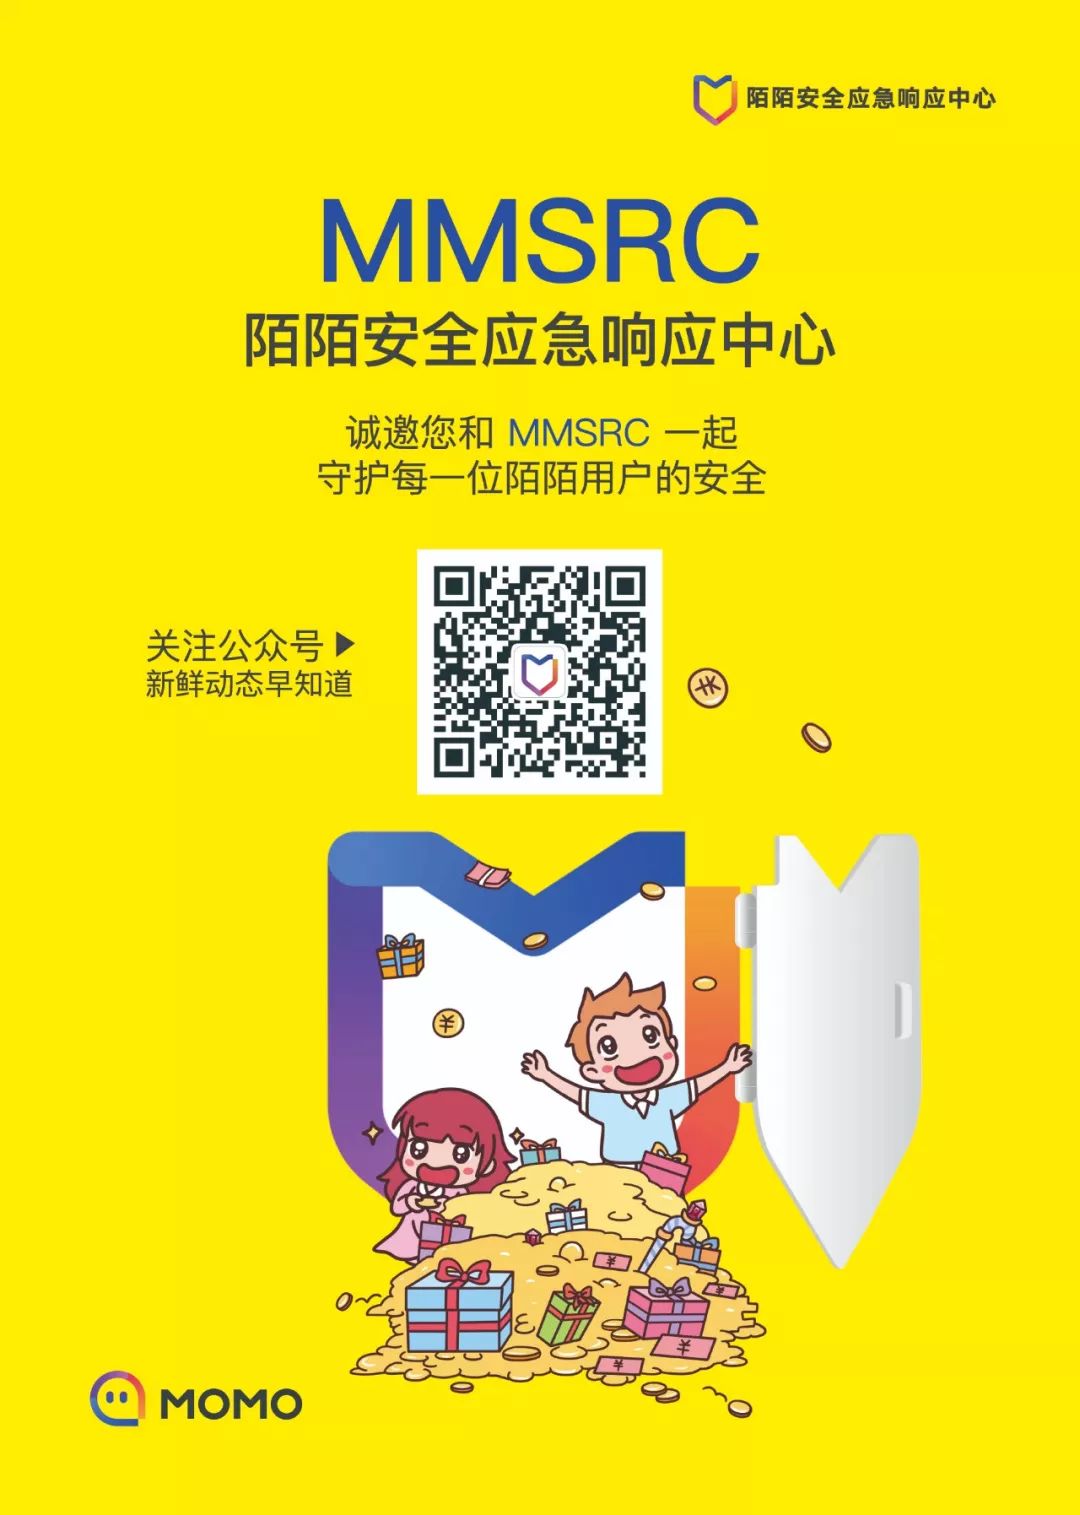 陌陌安全应急响应中心
MMSRC
陌陌安全应急响应中心
诚邀您和 MMSRC 一起
守护每一位陌陌用户的安全
关注公众号
新鲜动态早知道
MOMO